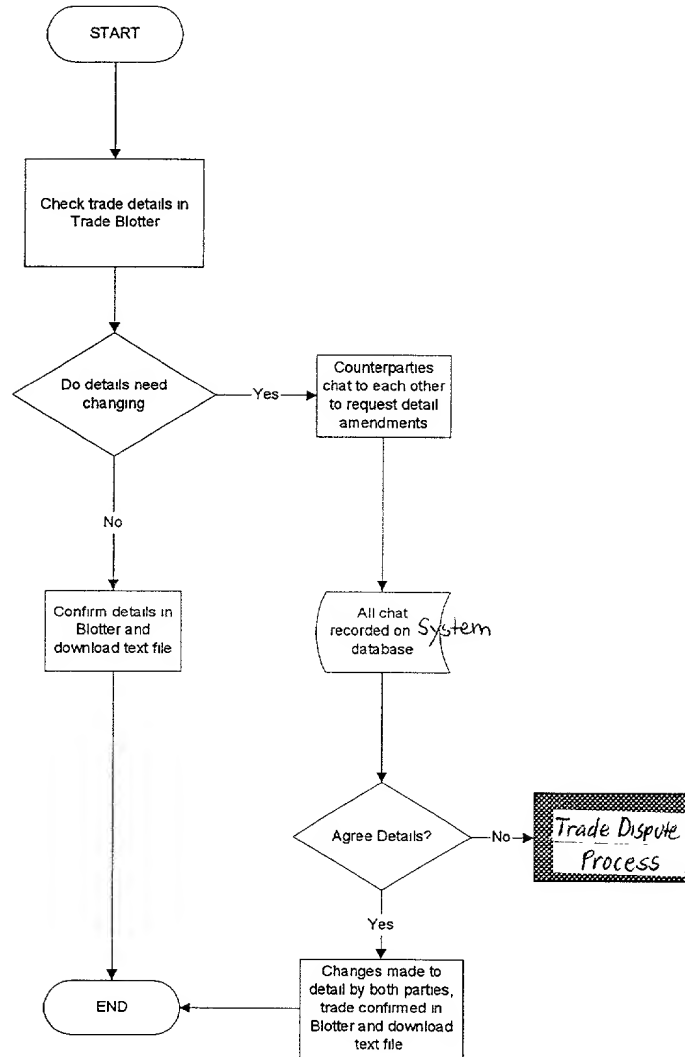 START
Check trade details in
Trade Blotter
Do details need
changing
Yes
Counterparties
chat to each other
to request detail
amendments
No
Confirm details in
Blotter and
download text file
All chat
recorded on System
database
Agree Details?
No
Trade Dispute
Process
Yes
Changes made to
detail by both parties,
trade confirmed in
Blotter and download
text file
END